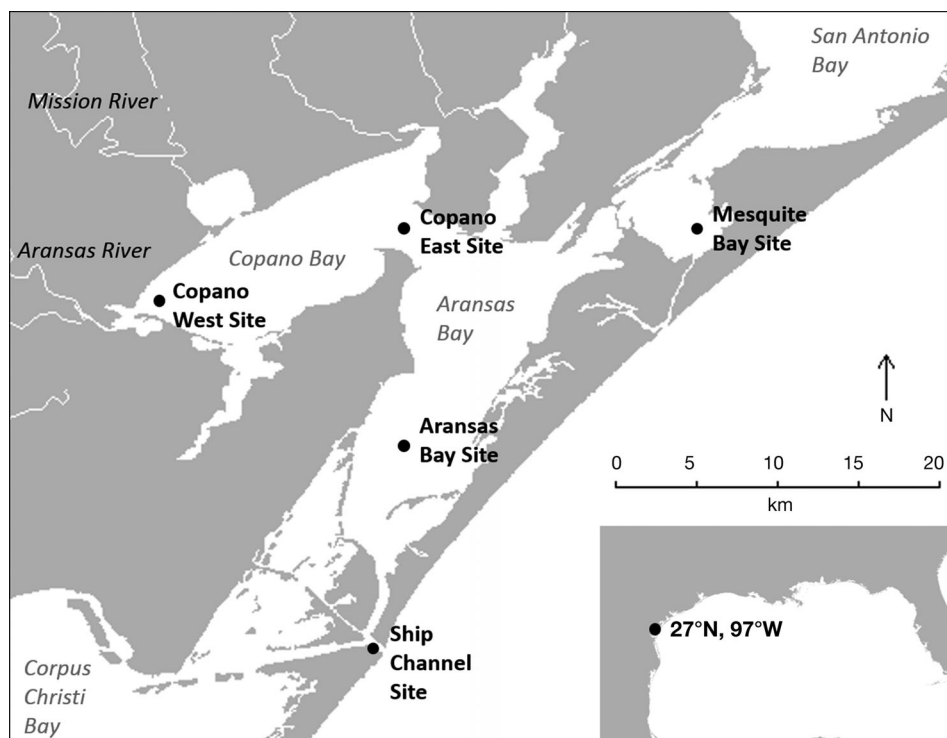 San Antonio
Bay
Mission River
Copano
East Site
Mesquite
Bay Site
Aransas River
Copano Bay
Copano
West Site
Aransas
Bay
N
Aransas
Bay Site
0 5 10 15 20
km
27°N, 97°W
Ship
Channel
Site
Corpus
Christi
Bay